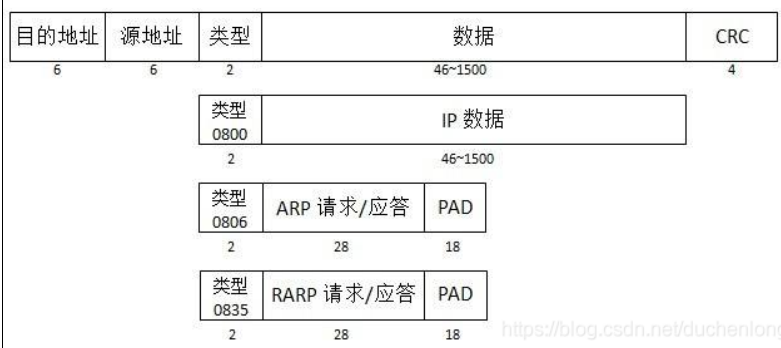 目的地址 源地址 类型 数据 CRC
6 6 2 46~1500 4
类型 0800 IP 数据
2 46~1500
类型 0806 ARP 请求/应答 PAD
2 28 18
类型 0835 RARP 请求/应答 PAD
2 28 18
https://blog.csdn.net/duchenlong